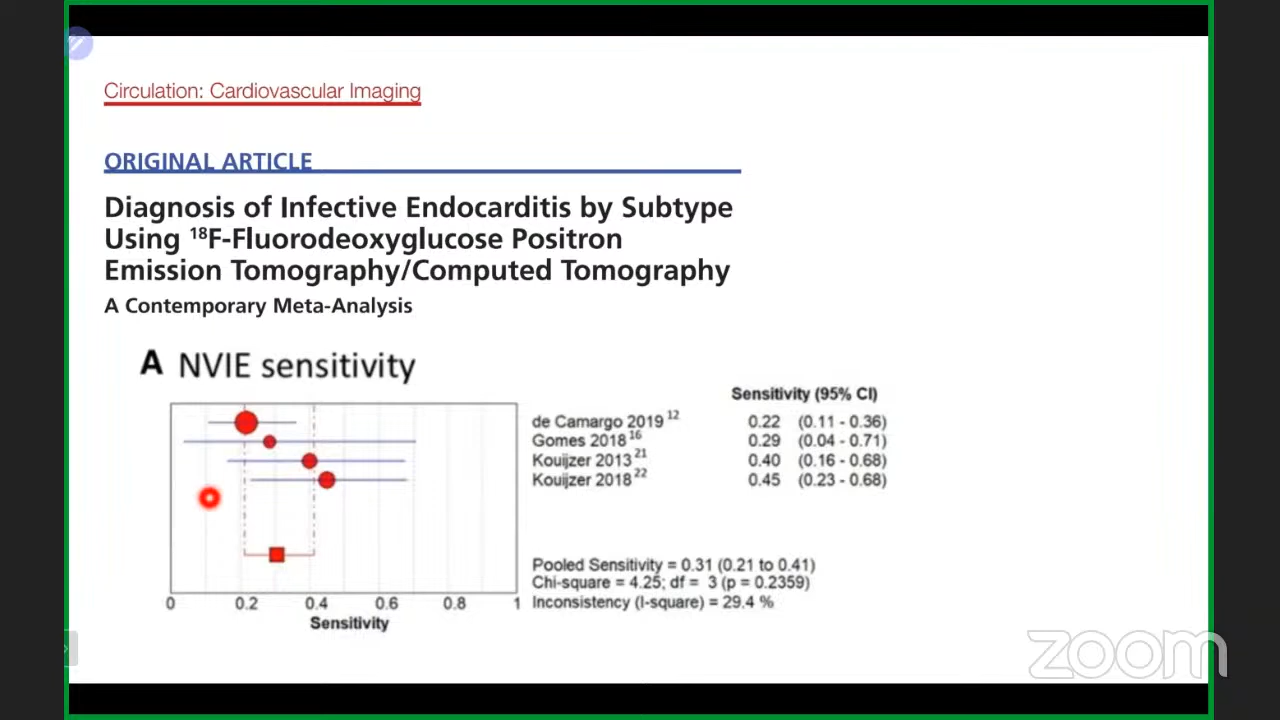 Circulation: Cardiovascular Imaging
ORIGINAL ARTICLE
Diagnosis of Infective Endocarditis by Subtype
Using ¹⁸F-Fluorodeoxyglucose Positron
Emission Tomography/Computed Tomography
A Contemporary Meta-Analysis
A NVIE sensitivity
Sensitivity (95% CI)
de Camargo 2019 ¹² 0.22 (0.11 - 0.36)
Gomes 2018 ¹⁶ 0.29 (0.04 - 0.71)
Kouijzer 2013 ²¹ 0.40 (0.16 - 0.68)
Kouijzer 2018 ²² 0.45 (0.23 - 0.68)
Pooled Sensitivity = 0.31 (0.21 to 0.41)
Chi-square = 4.25; df = 3 (p = 0.2359)
Inconsistency (I-square) = 29.4 %
0 0.2 0.4 0.6 0.8 1
Sensitivity
zoom